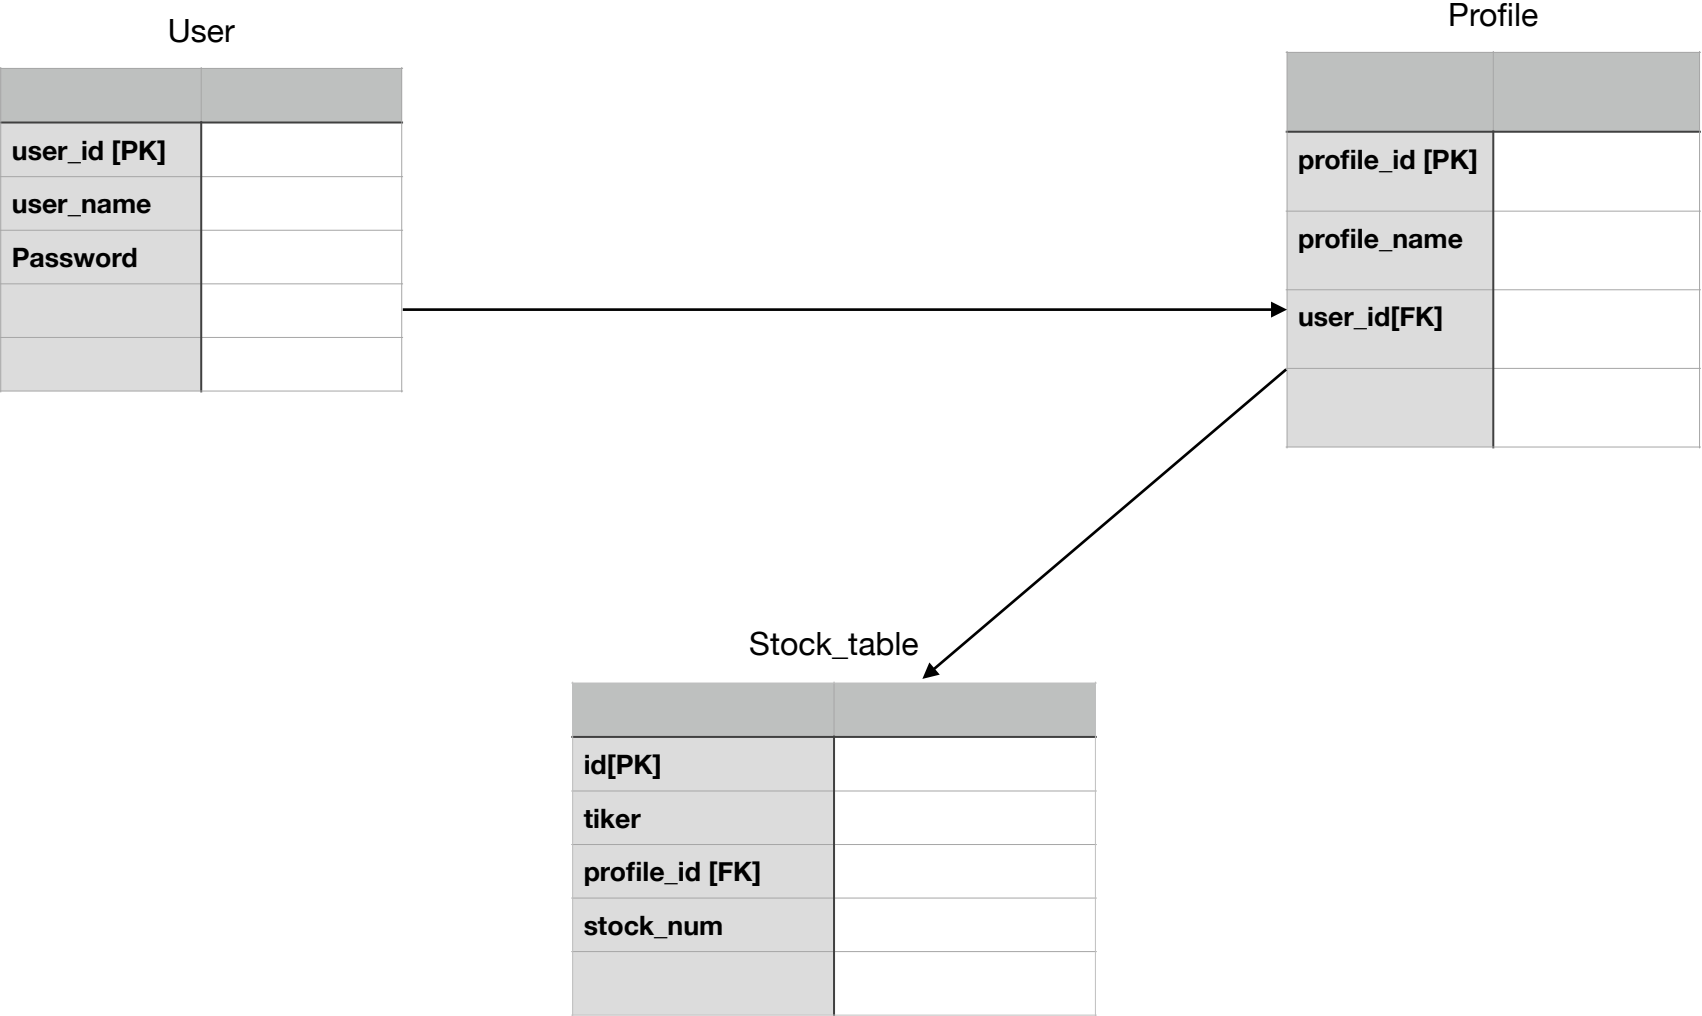 User
user_id [PK]
user_name
Password
Profile
profile_id [PK]
profile_name
user_id[FK]
Stock_table
id[PK]
tiker
profile_id [FK]
stock_num